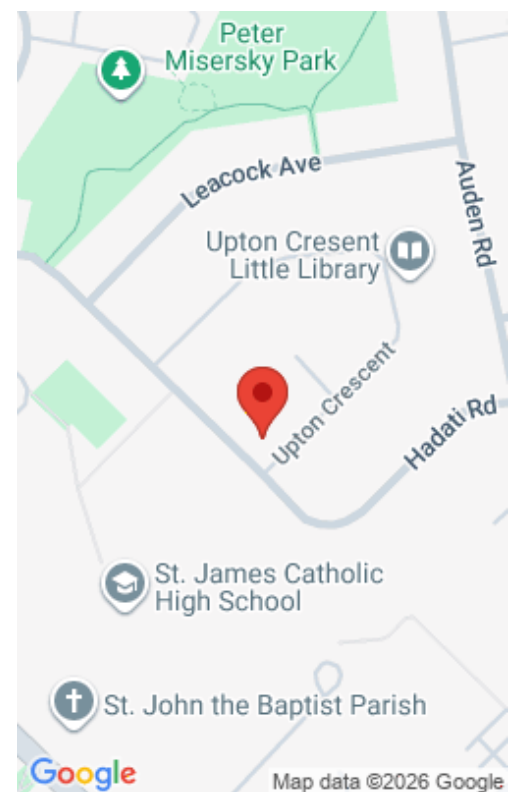 Peter
Misersky Park
Leacock Ave
Auden Rd
Upton Cresent
Little Library
Upton Crescent
Hadati Rd
St. James Catholic
High School
St. John the Baptist Parish
Google
Map data ©2026 Google